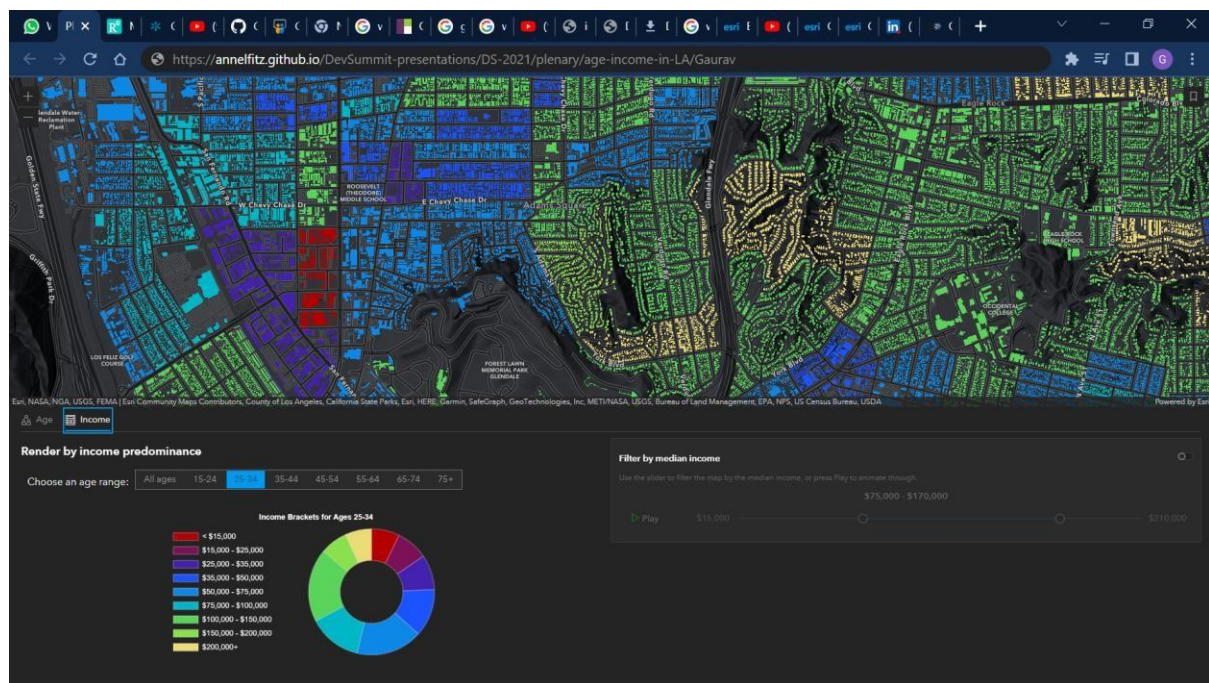 https://annelfitz.github.io/DevSummit-presentations/DS-2021/plenary/age-income-in-LA/Gaurav
G
Eagle Rock
Water
Reclamation
Plant
Golden State Fwy
San Fernando Rd
ROOSEVELT
(THEODORE)
MIDDLE SCHOOL
W Chevy Chase Dr
E Chevy Chase Dr
Adams Square
Glendale Fwy
EAGLE ROCK
HIGH SCHOOL
Griffith Park Dr
OCCIDENTAL
COLLEGE
York Blvd
LOS FELIZ GOLF
COURSE
FOREST LAWN
MEMORIAL PARK
GLENDALE
Esri, NASA, NGA, USGS, FEMA | Esri Community Maps Contributors, County of Los Angeles, California State Parks, Esri, HERE, Garmin, SafeGraph, GeoTechnologies, Inc, METI/NASA, USGS, Bureau of Land Management, EPA, NPS, US Census Bureau, USDA
Powered by Esri
Age Income
Render by income predominance
Choose an age range: All ages 15-24 25-34 35-44 45-54 55-64 65-74 75+
Income Brackets for Ages 25-34
< $15,000
$15,000 - $25,000
$25,000 - $35,000
$35,000 - $50,000
$50,000 - $75,000
$75,000 - $100,000
$100,000 - $150,000
$150,000 - $200,000
$200,000+
Filter by median income
Use the slider to filter the map by the median income, or press Play to animate through.
$75,000 - $170,000
Play $15,000 $210,000